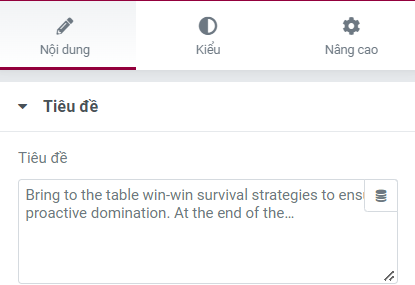 Nội dung
Kiểu
Nâng cao
Tiêu đề
Tiêu đề
Bring to the table win-win survival strategies to
proactive domination. At the end of the…